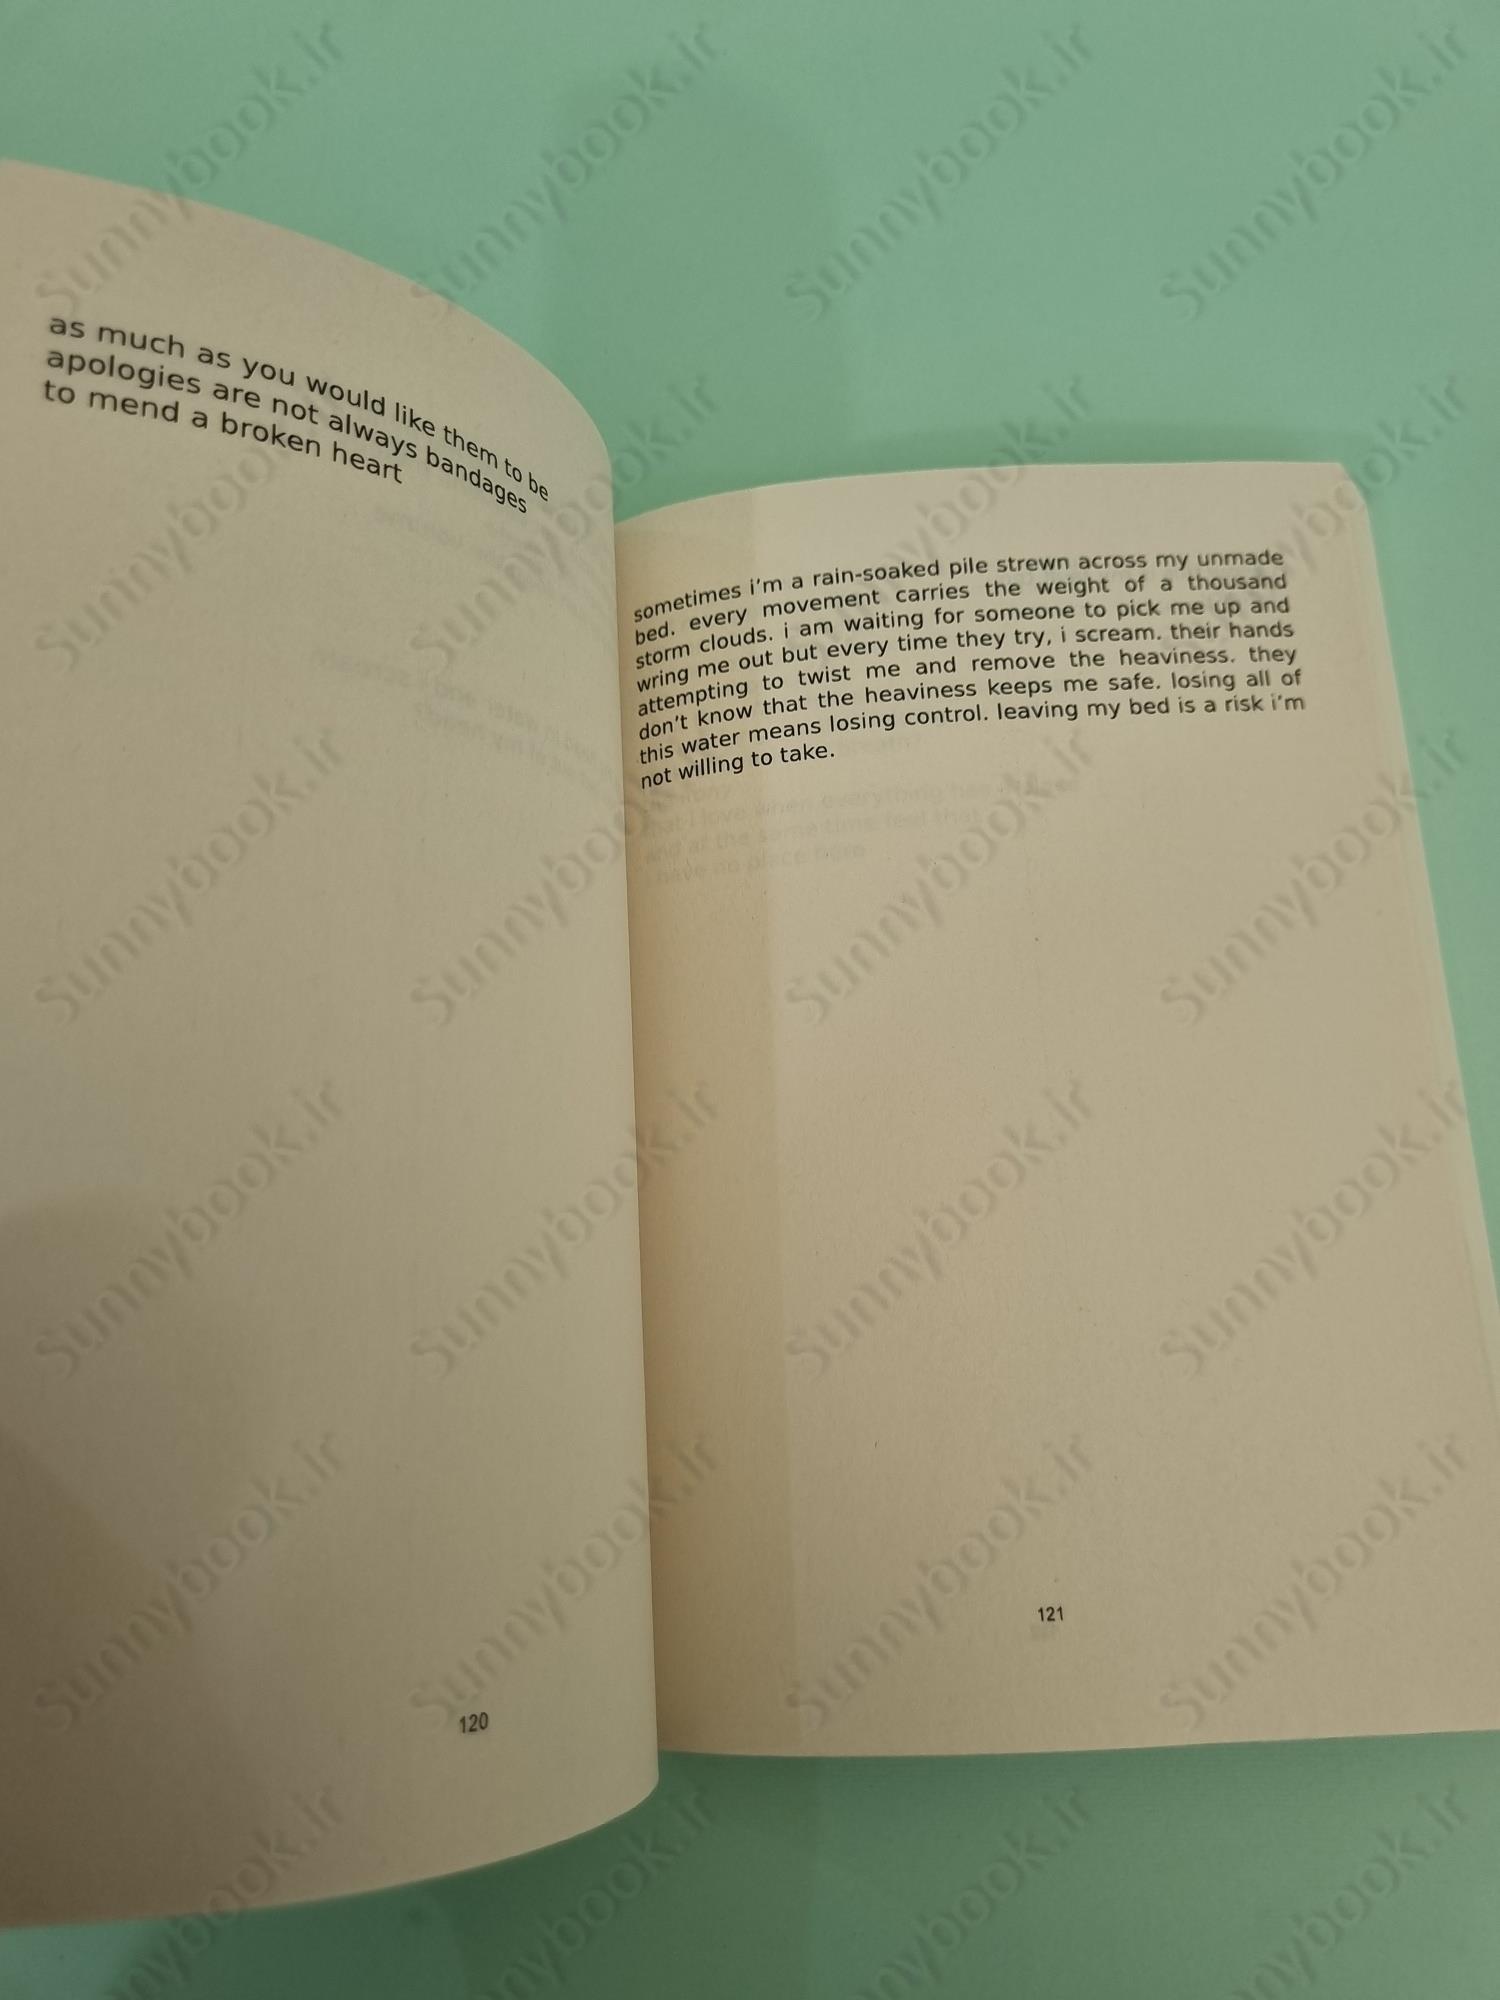 as much as you would like them to be
apologies are not always bandages
to mend a broken heart
120
sometimes i'm a rain-soaked pile strewn across my unmade
bed. every movement carries the weight of a thousand
storm clouds. i am waiting for someone to pick me up and
wring me out but every time they try, i scream. their hands
attempting to twist me and remove the heaviness. they
don't know that the heaviness keeps me safe. losing all of
this water means losing control. leaving my bed is a risk i'm
not willing to take.
121
Sunnybook.ir